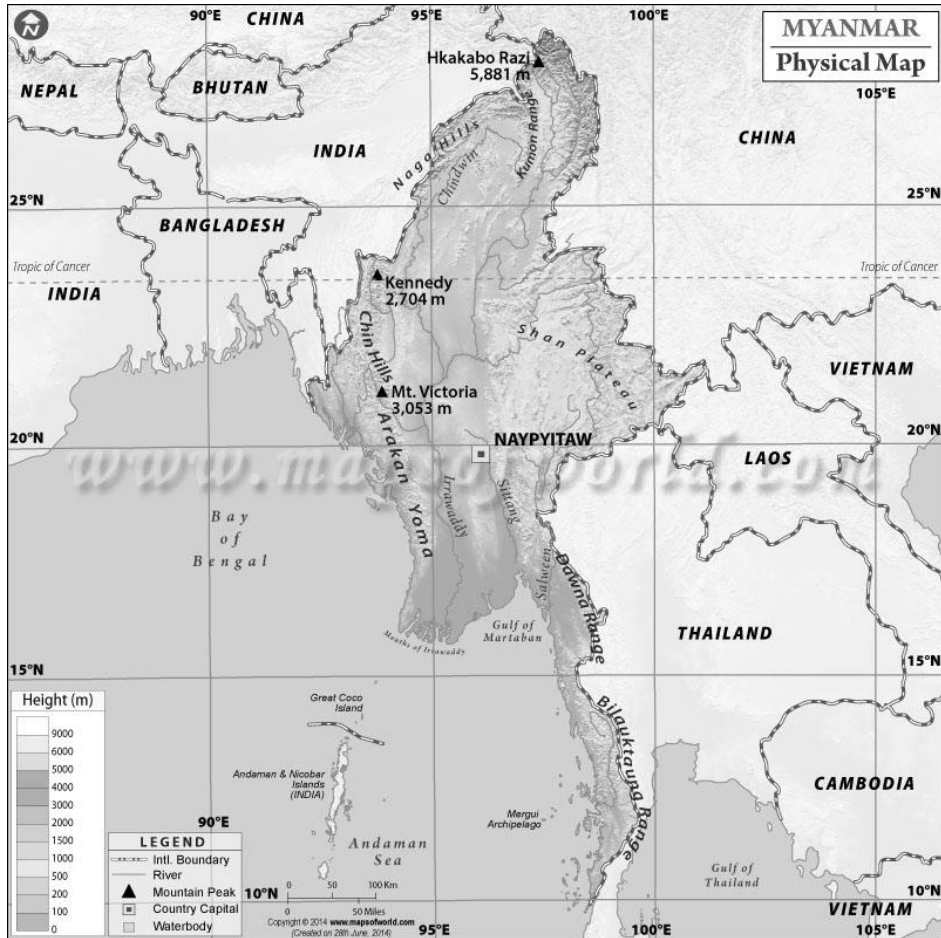 N
90°E
95°E
100°E
CHINA
MYANMAR
Physical Map
Hkakabo Razi
5,881 m
105°E
NEPAL
BHUTAN
INDIA
Naga Hills
Chindwin
Kumon Range
CHINA
25°N
25°N
BANGLADESH
Tropic of Cancer
Tropic of Cancer
INDIA
Kennedy
2,704 m
Chin Hills
Shan Plateau
VIETNAM
Mt. Victoria
3,053 m
Arakan Yoma
20°N
NAYPYITAW
20°N
LAOS
www.mapsofworld.com
Irrawaddy
Sittang
Bay
of
Bengal
Salween
Dawna Range
Gulf of
Martaban
Mouths of Irrawaddy
THAILAND
15°N
15°N
Height (m)
9000
6000
5000
4000
3000
2000
1500
1000
500
200
100
0
Great Coco
Island
Bilauktaung Range
Andaman & Nicobar
Islands
(INDIA)
CAMBODIA
Mergui
Archipelago
90°E
LEGEND
Intl. Boundary
River
Mountain Peak
Country Capital
Waterbody
Andaman
Sea
Gulf of
Thailand
10°N
0 50 100 Km
0 50 Miles
10°N
VIETNAM
Copyright © 2014 www.mapsofworld.com
(Created on 28th June, 2014)
95°E
100°E
105°E